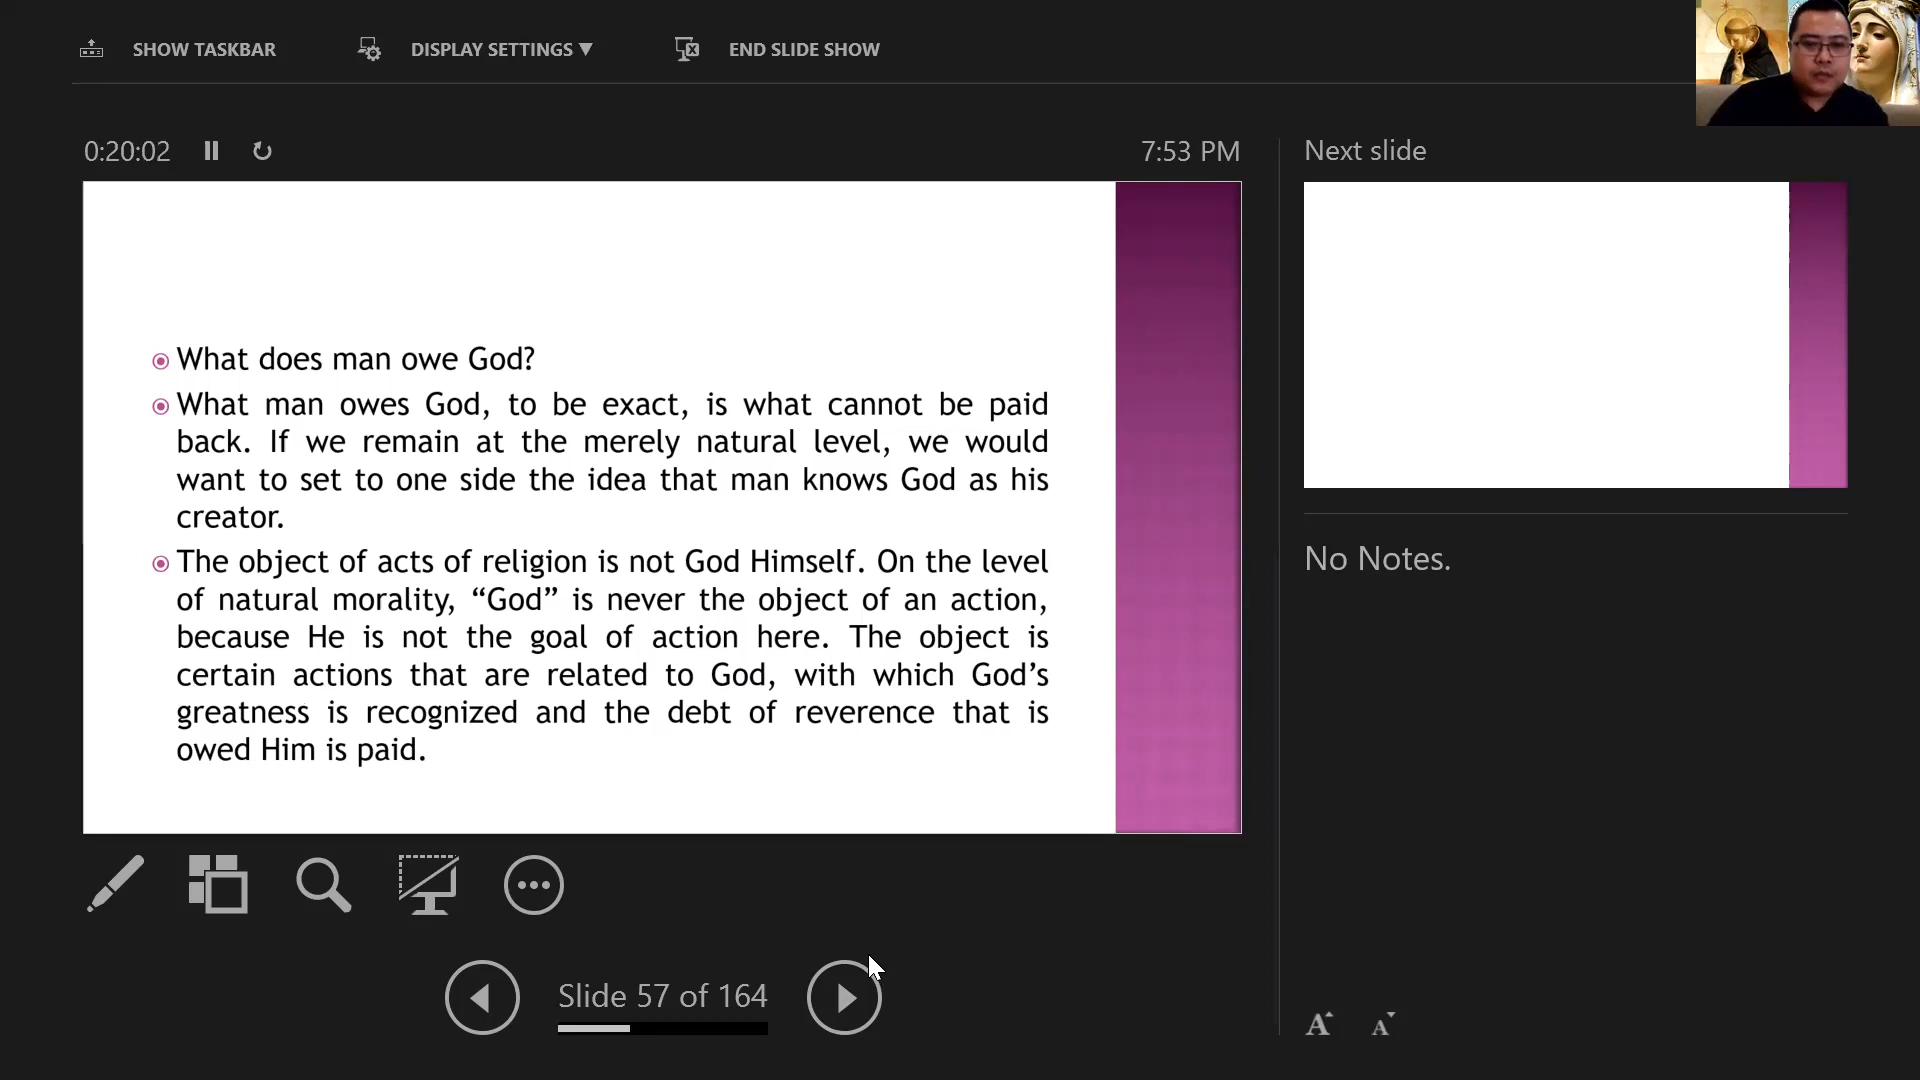 SHOW TASKBAR
DISPLAY SETTINGS ▼
END SLIDE SHOW
0:20:02
7:53 PM
Next slide
What does man owe God?
What man owes God, to be exact, is what cannot be paid
back. If we remain at the merely natural level, we would
want to set to one side the idea that man knows God as his
creator.
The object of acts of religion is not God Himself. On the level
of natural morality, “God” is never the object of an action,
because He is not the goal of action here. The object is
certain actions that are related to God, with which God’s
greatness is recognized and the debt of reverence that is
owed Him is paid.
No Notes.
Slide 57 of 164
A A